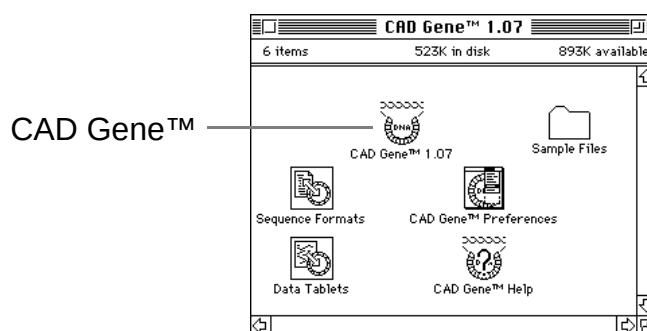 CAD Gene™ 1.07
6 items 523K in disk 893K available
CAD Gene™
DNA
CAD Gene™ 1.07
Sample Files
Sequence Formats
CAD Gene™ Preferences
?
Data Tablets
CAD Gene™ Help